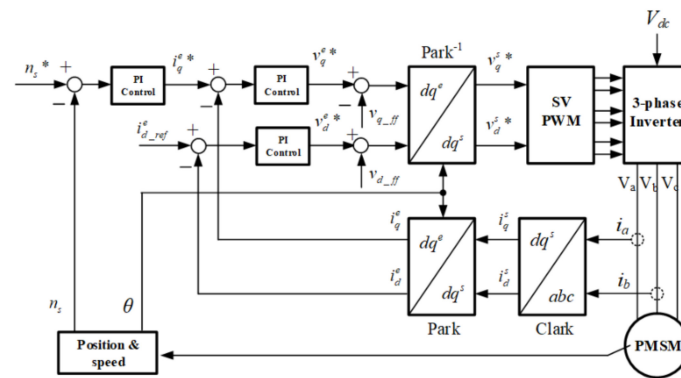 V_dc
n_s*
+
−
PI
Control
i_q^e*
+
−
PI
Control
v_q^e*
+
−
v_q_ff
Park⁻¹
dq^e
dq^s
v_q^s*
v_d^s*
SV
PWM
3-phase
Inverter
i_d_ref^e
+
−
PI
Control
v_d^e*
+
−
v_d_ff
V_a V_b V_c
i_q^e
i_d^e
dq^e
dq^s
Park
i_q^s
i_d^s
dq^s
abc
Clark
i_a
i_b
n_s
θ
Position &
speed
PMSM